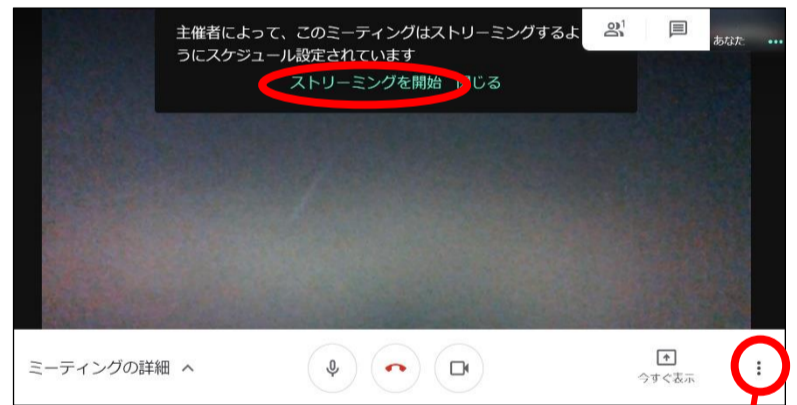 主催者によって、このミーティングはストリーミングするよ
うにスケジュール設定されています
ストリーミングを開始 閉じる
1
あなた
ミーティングの詳細
今すぐ表示